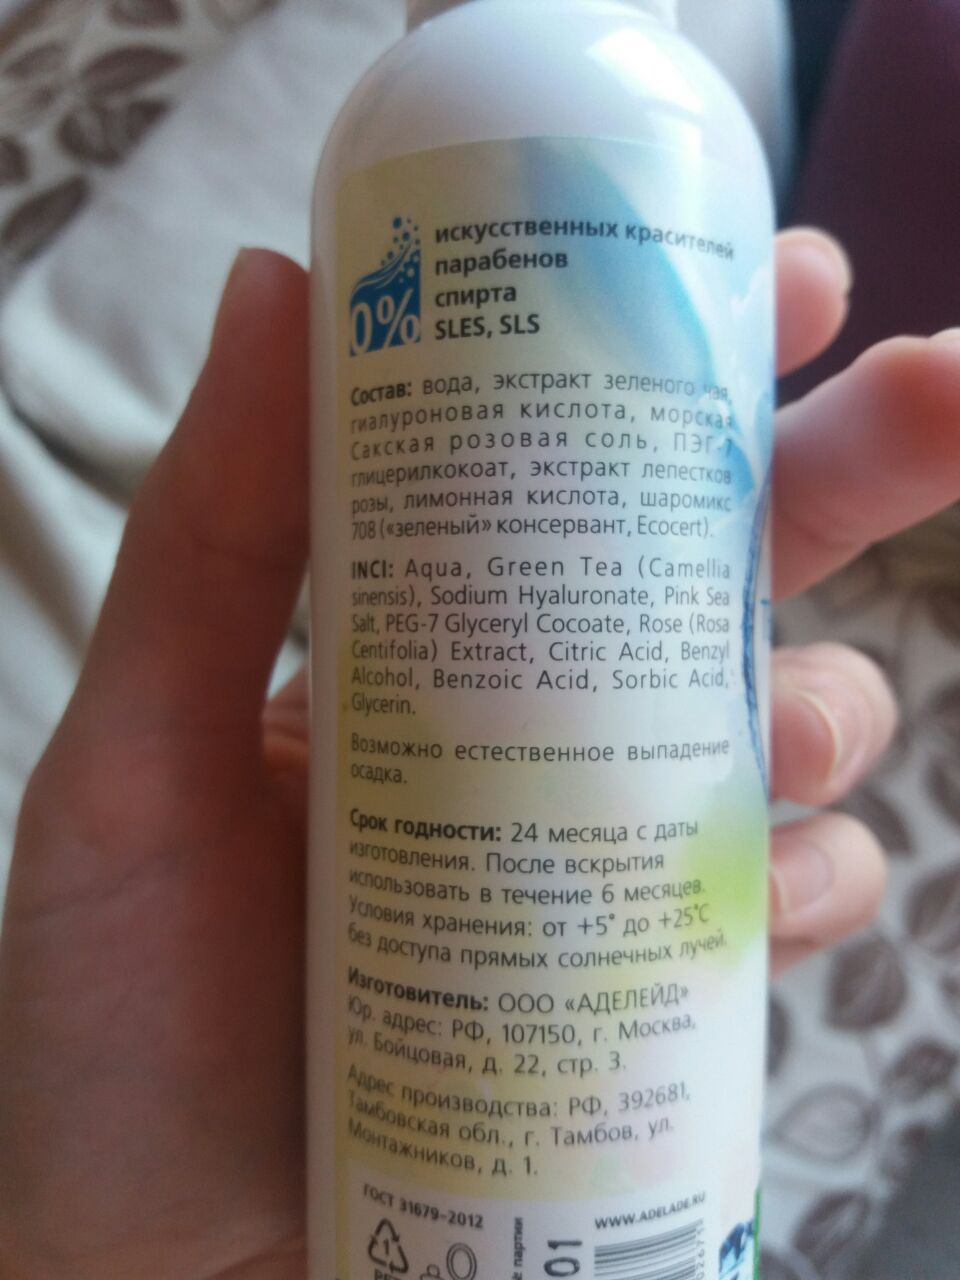 искусственных красителей
парабенов
спирта
SLES, SLS
0%
Состав: вода, экстракт зеленого чая,
гиалуроновая кислота, морская
Сакская розовая соль, ПЭГ-7
глицерилкокоат, экстракт лепестков
розы, лимонная кислота, шаромикс
708 («зеленый» консервант, Ecocert).
INCI: Aqua, Green Tea (Camellia
sinensis), Sodium Hyaluronate, Pink Sea
Salt, PEG-7 Glyceryl Cocoate, Rose (Rosa
Centifolia) Extract, Citric Acid, Benzyl
Alcohol, Benzoic Acid, Sorbic Acid,
Glycerin.
Возможно естественное выпадение
осадка.
Срок годности: 24 месяца с даты
изготовления. После вскрытия
использовать в течение 6 месяцев.
Условия хранения: от +5° до +25°C
без доступа прямых солнечных лучей.
Изготовитель: ООО «АДЕЛЕЙД»
Юр. адрес: РФ, 107150, г. Москва,
ул. Бойцовая, д. 22, стр. 3.
Адрес производства: РФ, 392681,
Тамбовская обл., г. Тамбов, ул.
Монтажников, д. 1.
ГОСТ 31679-2012
WWW.ADELADE.RU
1
партии
01